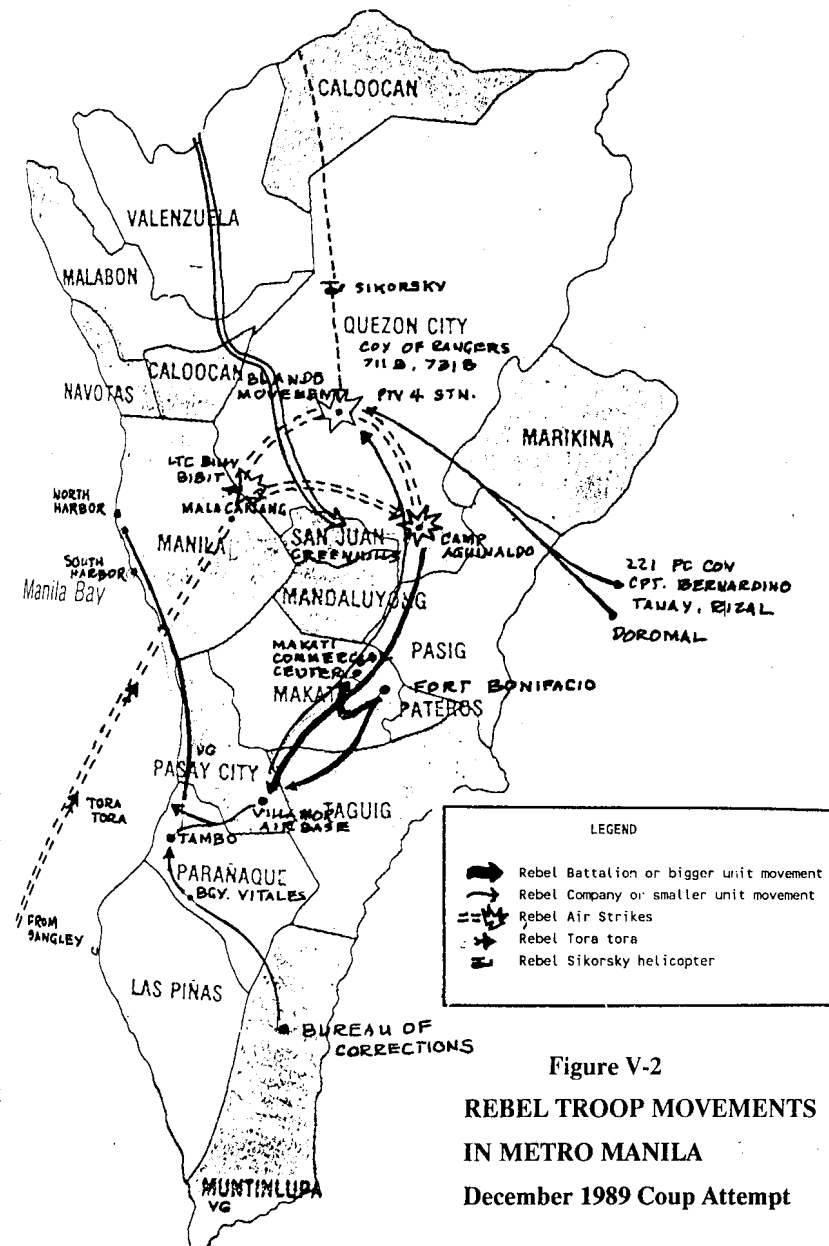 CALOOCAN
VALENZUELA
MALABON
SIKORSKY
QUEZON CITY
COY OF RANGERS
711B, 721B
NAVOTAS
CALOOCAN
BLANDO
MOVEMENT
PTV 4 STN.
MARIKINA
LTC BILLY
BIBIT
NORTH
HARBOR
MALACAÑANG
MANILA
SAN JUAN
GREENHILLS
CAMP
AGUINALDO
SOUTH
HARBOR
Manila Bay
MANDALUYONG
221 PC COY
CPT. BERNARDINO
TANAY, RIZAL
DOROMAL
MAKATI
COMMERCIAL
CENTER
PASIG
MAKATI
FORT BONIFACIO
PATEROS
VG
PASAY CITY
TORA
TORA
VILLAMOR
AIR BASE
TAGUIG
TAMBO
PARAÑAQUE
BGY. VITALES
FROM
SANGLEY
LAS PIÑAS
BUREAU OF
CORRECTIONS
MUNTINLUPA
VG
LEGEND
Rebel Battalion or bigger unit movement
Rebel Company or smaller unit movement
Rebel Air Strikes
Rebel Tora tora
Rebel Sikorsky helicopter
Figure V-2
REBEL TROOP MOVEMENTS
IN METRO MANILA
December 1989 Coup Attempt